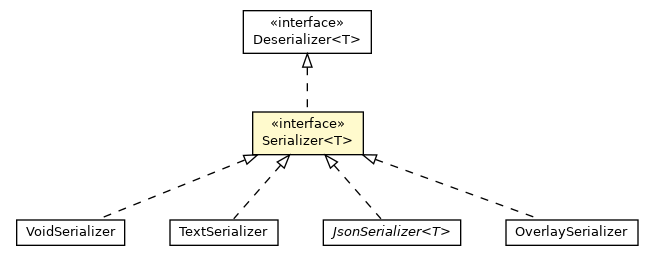 «interface»
Deserializer<T>
«interface»
Serializer<T>
VoidSerializer
TextSerializer
JsonSerializer<T>
OverlaySerializer